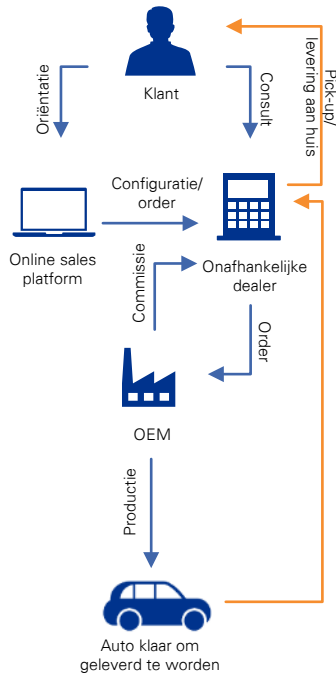 Klant
Oriëntatie
Consult
Pick-up/
levering aan huis
Configuratie/
order
Online sales
platform
Onafhankelijke
dealer
Commissie
Order
OEM
Productie
Auto klaar om
geleverd te worden